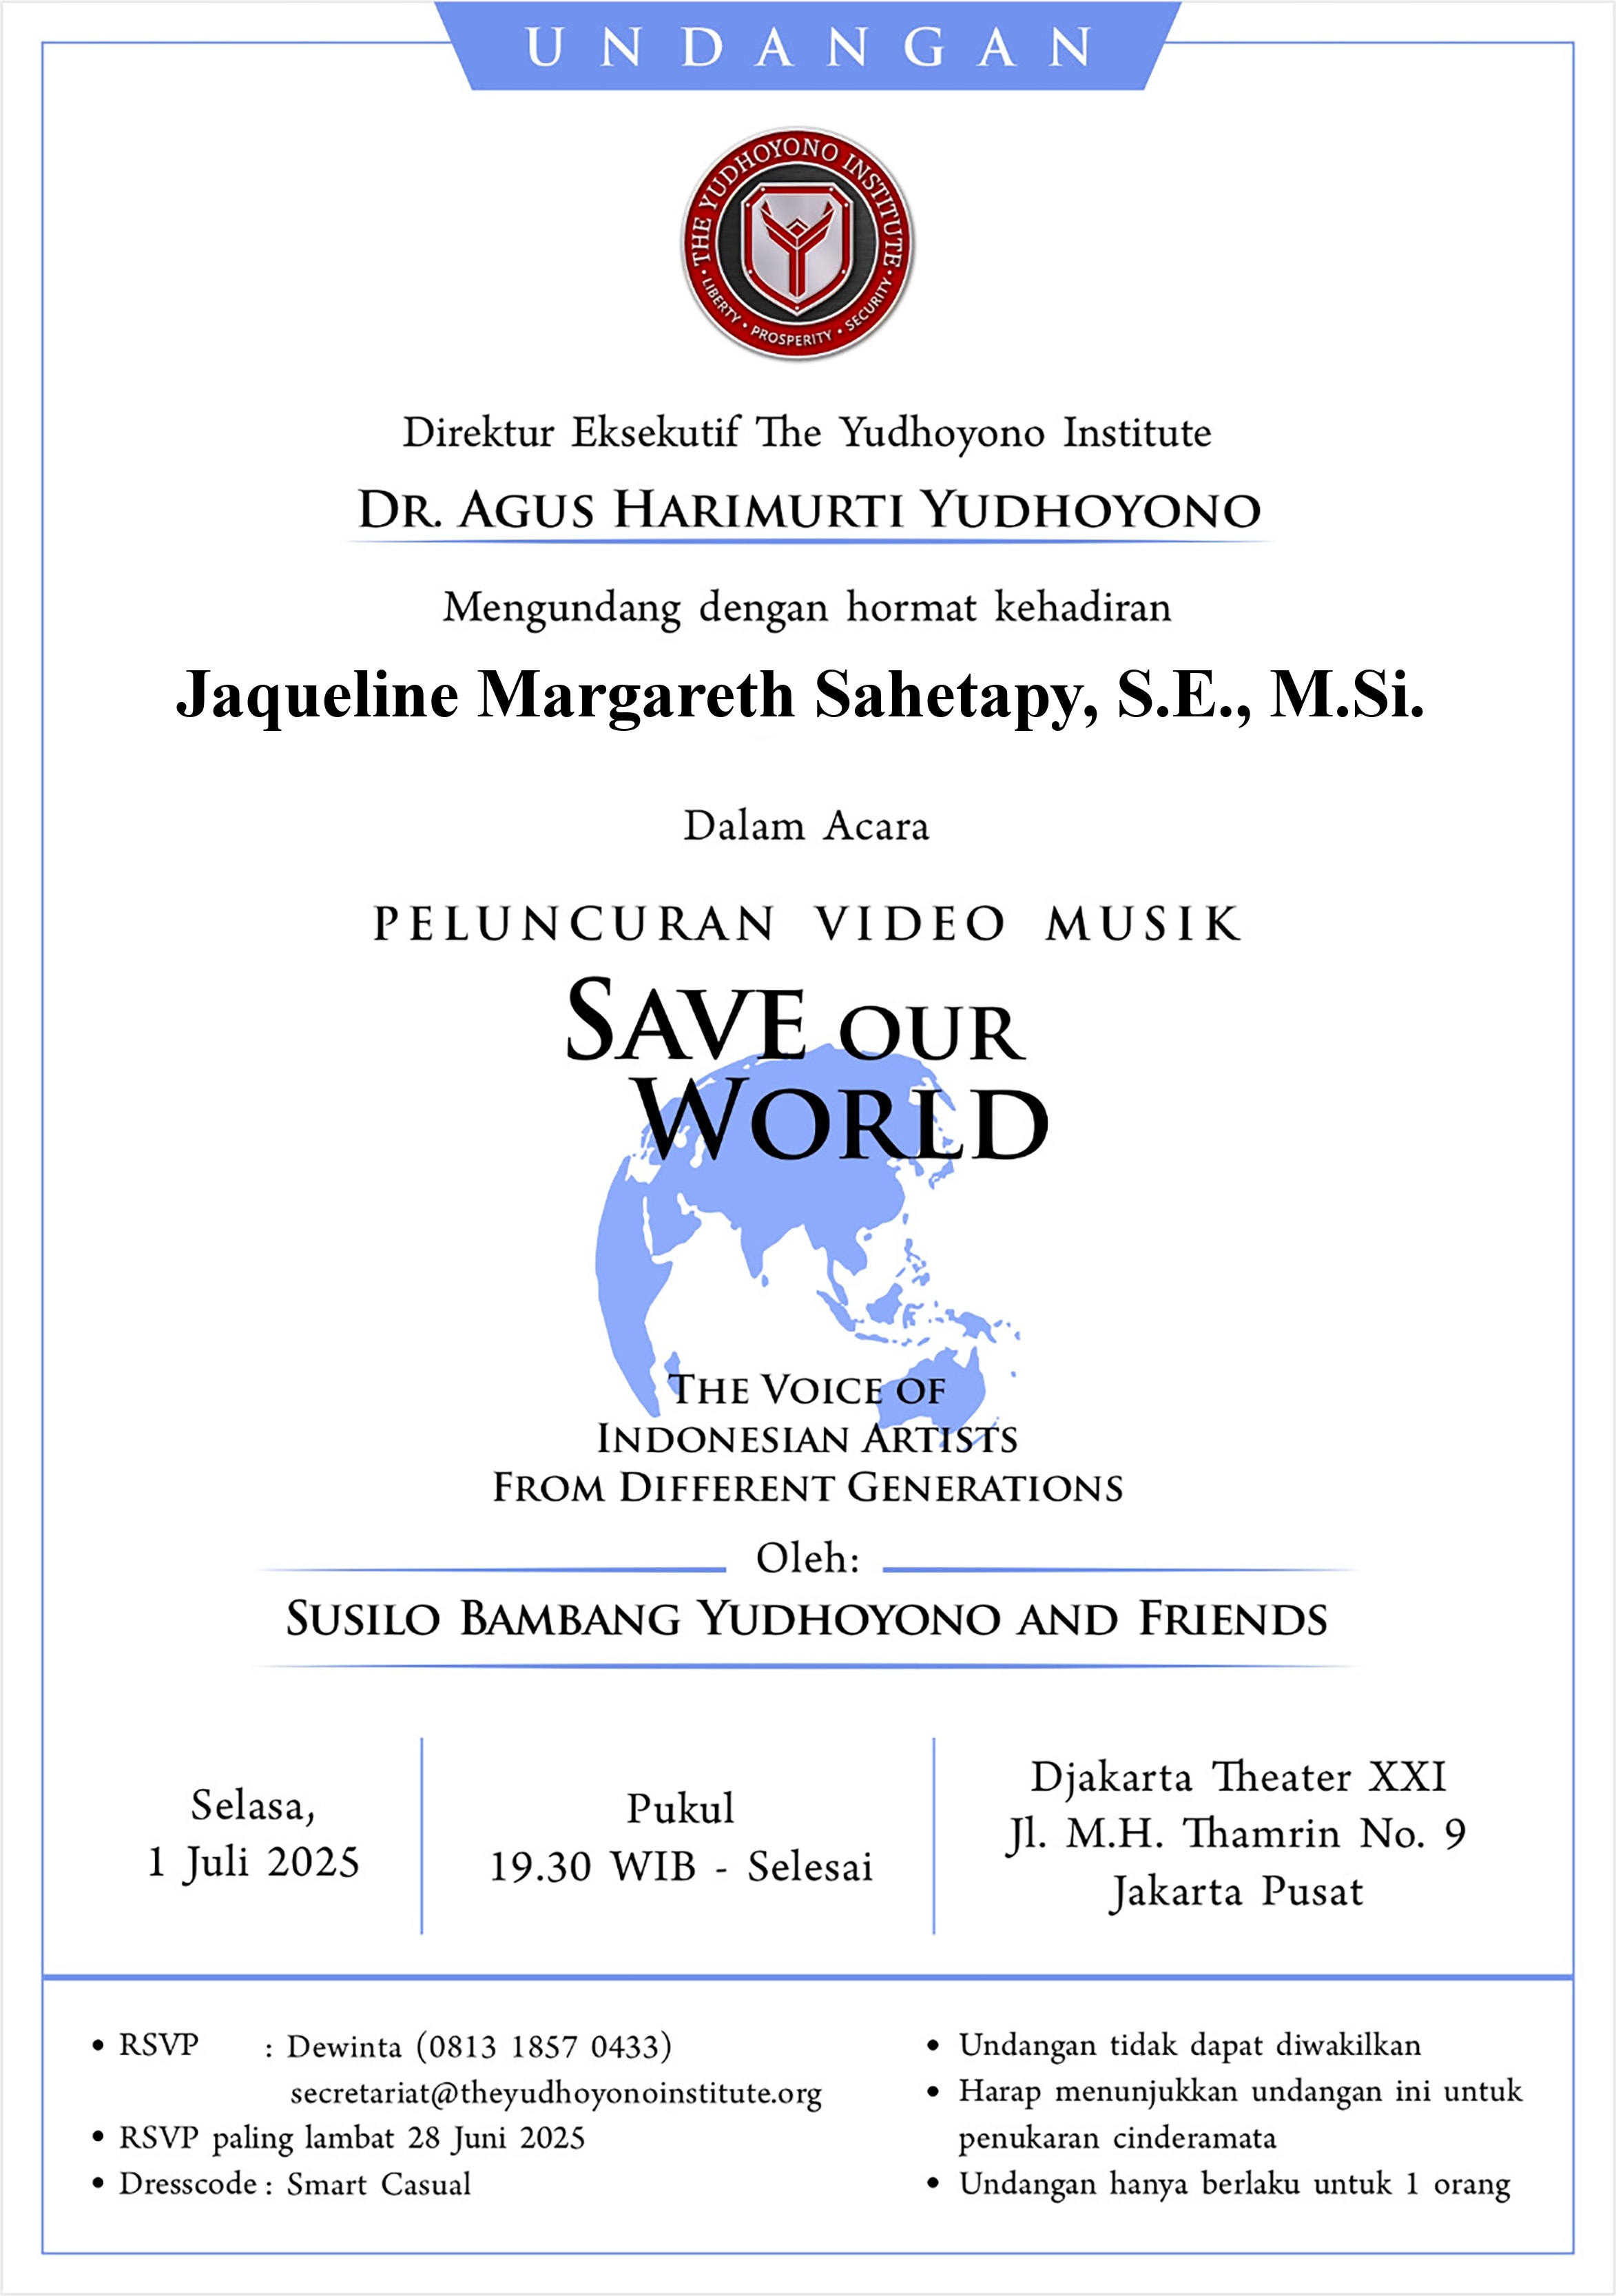 UNDANGAN
THE YUDHOYONO INSTITUTE
LIBERTY • PROSPERITY • SECURITY
Direktur Eksekutif The Yudhoyono Institute
DR. AGUS HARIMURTI YUDHOYONO
Mengundang dengan hormat kehadiran
Jaqueline Margareth Sahetapy, S.E., M.Si.
Dalam Acara
PELUNCURAN VIDEO MUSIK
SAVE OUR
WORLD
THE VOICE OF
INDONESIAN ARTISTS
FROM DIFFERENT GENERATIONS
Oleh:
SUSILO BAMBANG YUDHOYONO AND FRIENDS
Selasa,
1 Juli 2025
Pukul
19.30 WIB - Selesai
Djakarta Theater XXI
Jl. M.H. Thamrin No. 9
Jakarta Pusat
• RSVP : Dewinta (0813 1857 0433)
secretariat@theyudhoyonoinstitute.org
• RSVP paling lambat 28 Juni 2025
• Dresscode : Smart Casual
• Undangan tidak dapat diwakilkan
• Harap menunjukkan undangan ini untuk
penukaran cinderamata
• Undangan hanya berlaku untuk 1 orang